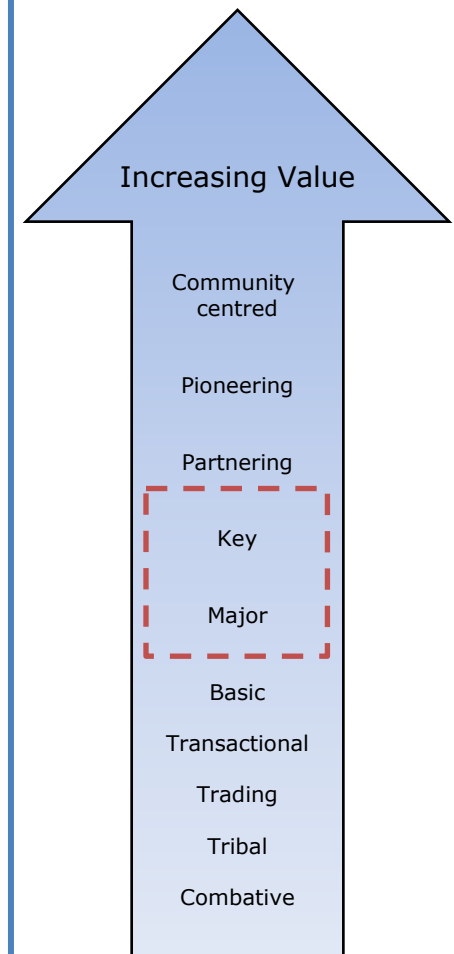 Increasing Value
Community
centred
Pioneering
Partnering
Key
Major
Basic
Transactional
Trading
Tribal
Combative